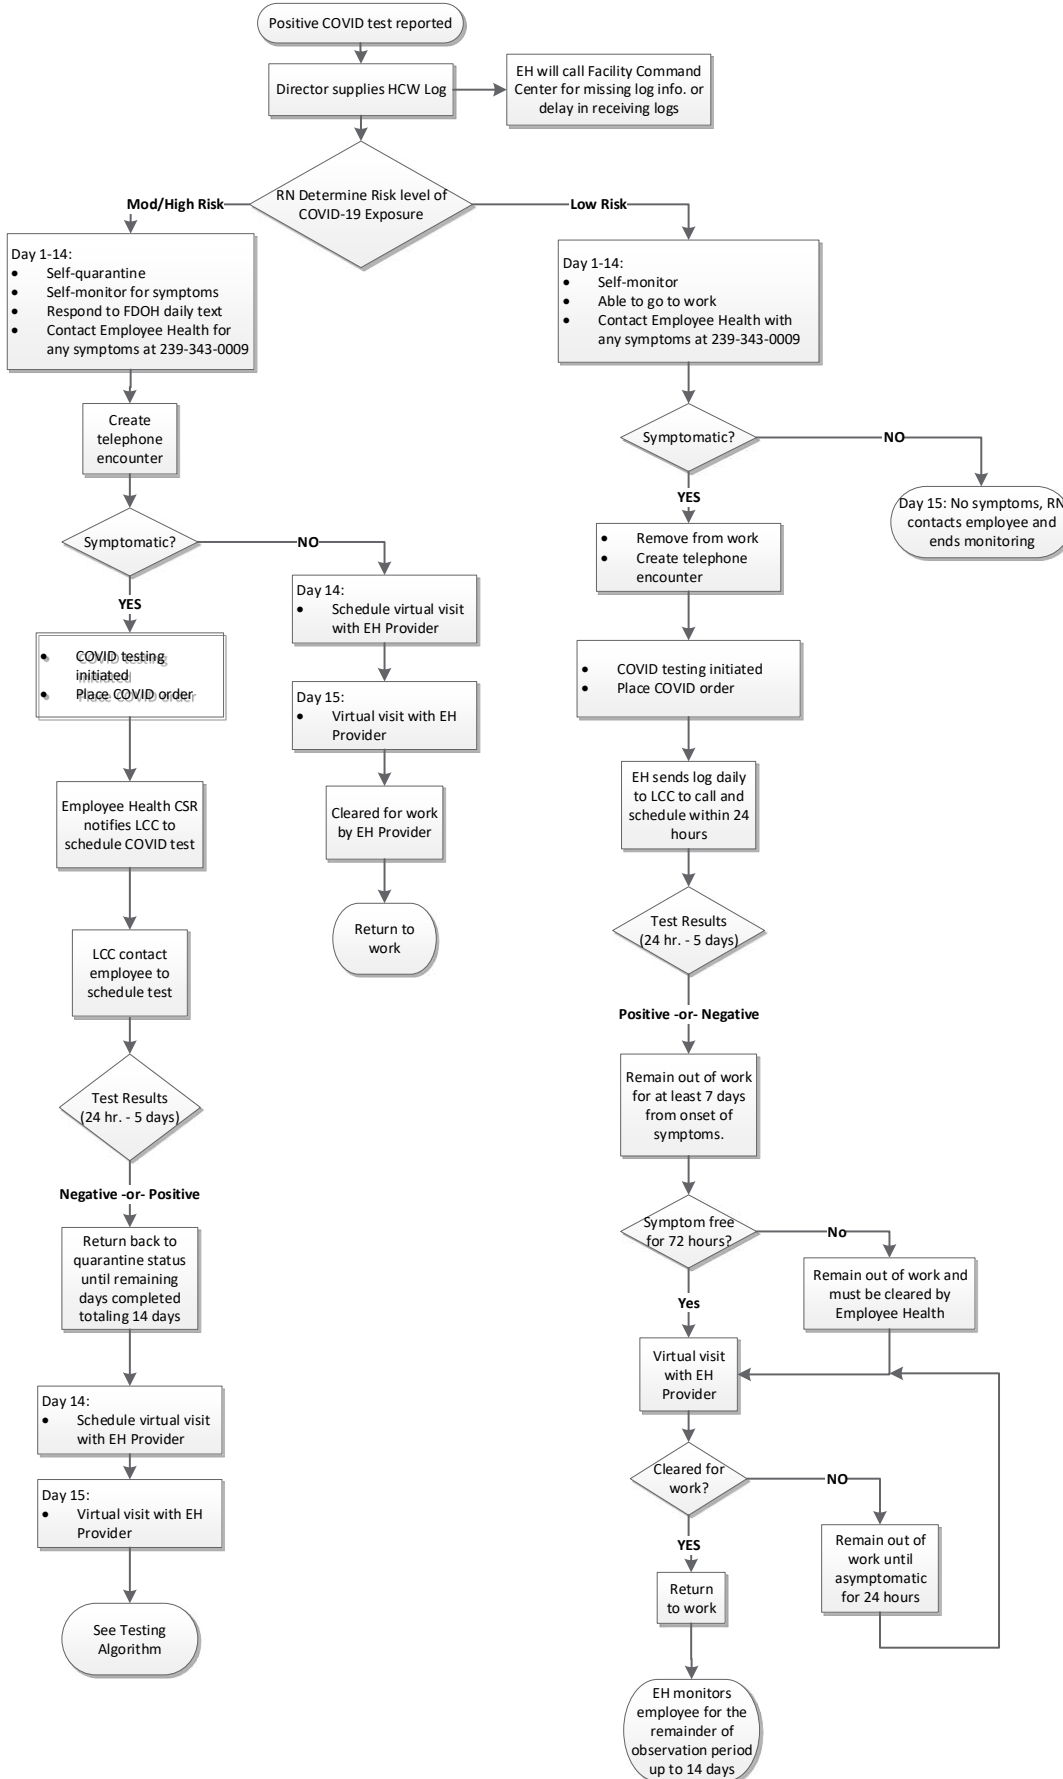 Positive COVID test reported
Director supplies HCW Log
EH will call Facility Command
Center for missing log info. or
delay in receiving logs
RN Determine Risk level of
COVID-19 Exposure
Mod/High Risk
Low Risk
Day 1-14:
• Self-quarantine
• Self-monitor for symptoms
• Respond to FDOH daily text
• Contact Employee Health for
any symptoms at 239-343-0009
Create
telephone
encounter
Symptomatic?
NO
YES
Day 14:
• Schedule virtual visit
with EH Provider
Day 15:
• Virtual visit with EH
Provider
Cleared for work
by EH Provider
Return to
work
• COVID testing
initiated
• Place COVID order
Employee Health CSR
notifies LCC to
schedule COVID test
LCC contact
employee to
schedule test
Test Results
(24 hr. - 5 days)
Negative -or- Positive
Return back to
quarantine status
until remaining
days completed
totaling 14 days
Day 14:
• Schedule virtual visit
with EH Provider
Day 15:
• Virtual visit with EH
Provider
See Testing
Algorithm
Day 1-14:
• Self-monitor
• Able to go to work
• Contact Employee Health with
any symptoms at 239-343-0009
Symptomatic?
NO
Day 15: No symptoms, RN
contacts employee and
ends monitoring
YES
• Remove from work
• Create telephone
encounter
• COVID testing initiated
• Place COVID order
EH sends log daily
to LCC to call and
schedule within 24
hours
Test Results
(24 hr. - 5 days)
Positive -or- Negative
Remain out of work
for at least 7 days
from onset of
symptoms.
Symptom free
for 72 hours?
No
Remain out of work and
must be cleared by
Employee Health
Yes
Virtual visit
with EH
Provider
Cleared for
work?
NO
Remain out of
work until
asymptomatic
for 24 hours
YES
Return
to work
EH monitors
employee for the
remainder of
observation period
up to 14 days